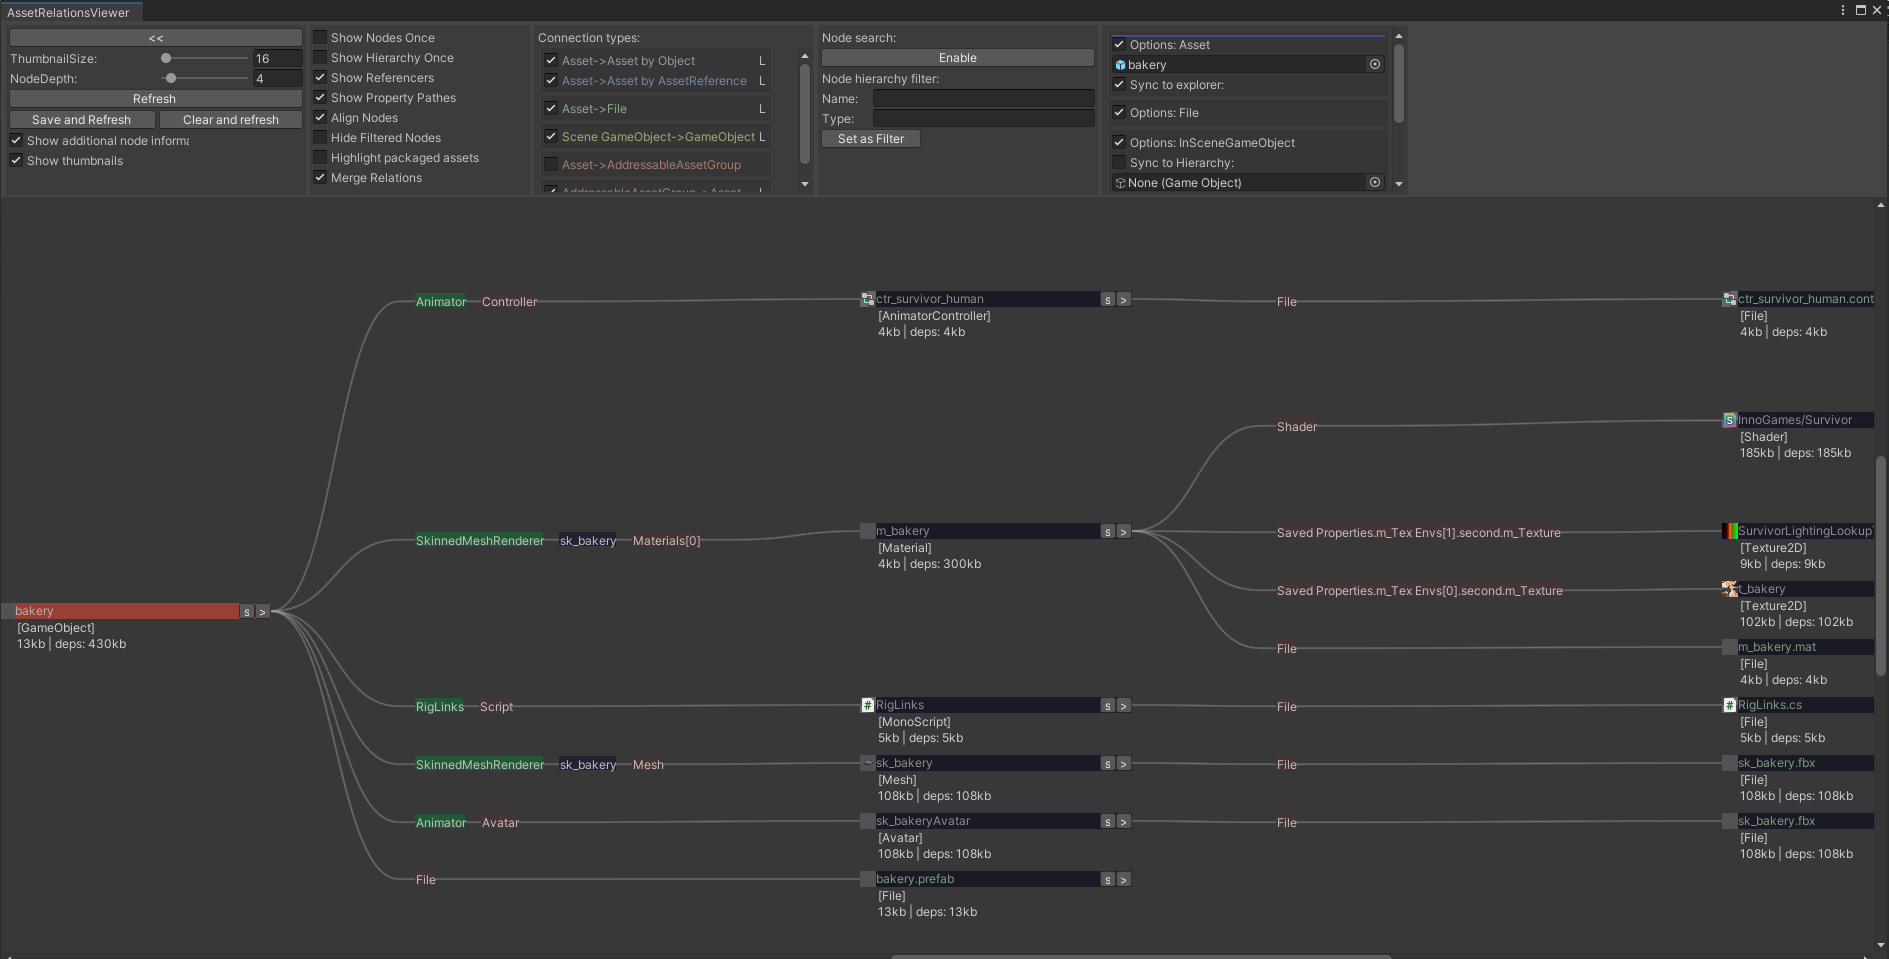 AssetRelationsViewer
<<
ThumbnailSize: 16
NodeDepth: 4
Refresh
Save and Refresh Clear and refresh
Show additional node informa
Show thumbnails
Show Nodes Once
Show Hierarchy Once
Show Referencers
Show Property Pathes
Align Nodes
Hide Filtered Nodes
Highlight packaged assets
Merge Relations
Connection types:
Asset->Asset by Object L
Asset->Asset by AssetReference L
Asset->File L
Scene GameObject->GameObject L
Asset->AddressableAssetGroup
AddressableAssetGroup->Asset L
Node search:
Enable
Node hierarchy filter:
Name:
Type:
Set as Filter
Options: Asset
bakery
Sync to explorer:
Options: File
Options: InSceneGameObject
Sync to Hierarchy:
None (Game Object)
Animator Controller ctr_survivor_human s > File ctr_survivor_human.cont
[AnimatorController] [File]
4kb | deps: 4kb 4kb | deps: 4kb
Shader InnoGames/Survivor
[Shader]
185kb | deps: 185kb
SkinnedMeshRenderer sk_bakery Materials[0] m_bakery s > Saved Properties.m_Tex Envs[1].second.m_Texture SurvivorLightingLookup
[Material] [Texture2D]
4kb | deps: 300kb 9kb | deps: 9kb
Saved Properties.m_Tex Envs[0].second.m_Texture t_bakery
[Texture2D]
102kb | deps: 102kb
bakery s >
[GameObject]
13kb | deps: 430kb
File m_bakery.mat
[File]
4kb | deps: 4kb
RigLinks Script # RigLinks s > File # RigLinks.cs
[MonoScript] [File]
5kb | deps: 5kb 5kb | deps: 5kb
SkinnedMeshRenderer sk_bakery Mesh sk_bakery s > File sk_bakery.fbx
[Mesh] [File]
108kb | deps: 108kb 108kb | deps: 108kb
Animator Avatar sk_bakeryAvatar s > File sk_bakery.fbx
[Avatar] [File]
108kb | deps: 108kb 108kb | deps: 108kb
File bakery.prefab s >
[File]
13kb | deps: 13kb